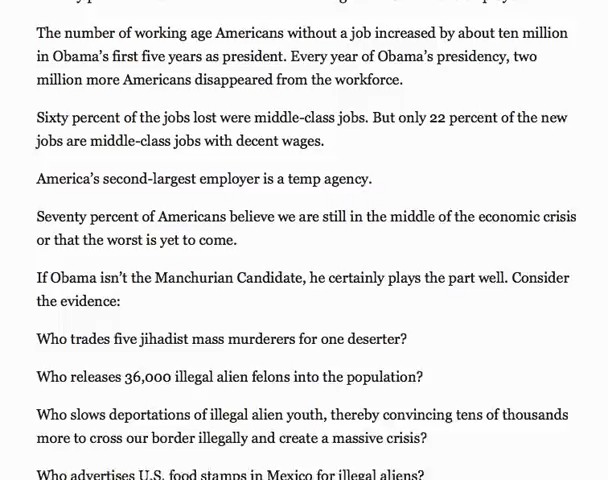 The number of working age Americans without a job increased by about ten million
in Obama's first five years as president. Every year of Obama's presidency, two
million more Americans disappeared from the workforce.
Sixty percent of the jobs lost were middle-class jobs. But only 22 percent of the new
jobs are middle-class jobs with decent wages.
America's second-largest employer is a temp agency.
Seventy percent of Americans believe we are still in the middle of the economic crisis
or that the worst is yet to come.
If Obama isn't the Manchurian Candidate, he certainly plays the part well. Consider
the evidence:
Who trades five jihadist mass murderers for one deserter?
Who releases 36,000 illegal alien felons into the population?
Who slows deportations of illegal alien youth, thereby convincing tens of thousands
more to cross our border illegally and create a massive crisis?
Who advertises U.S. food stamps in Mexico for illegal aliens?